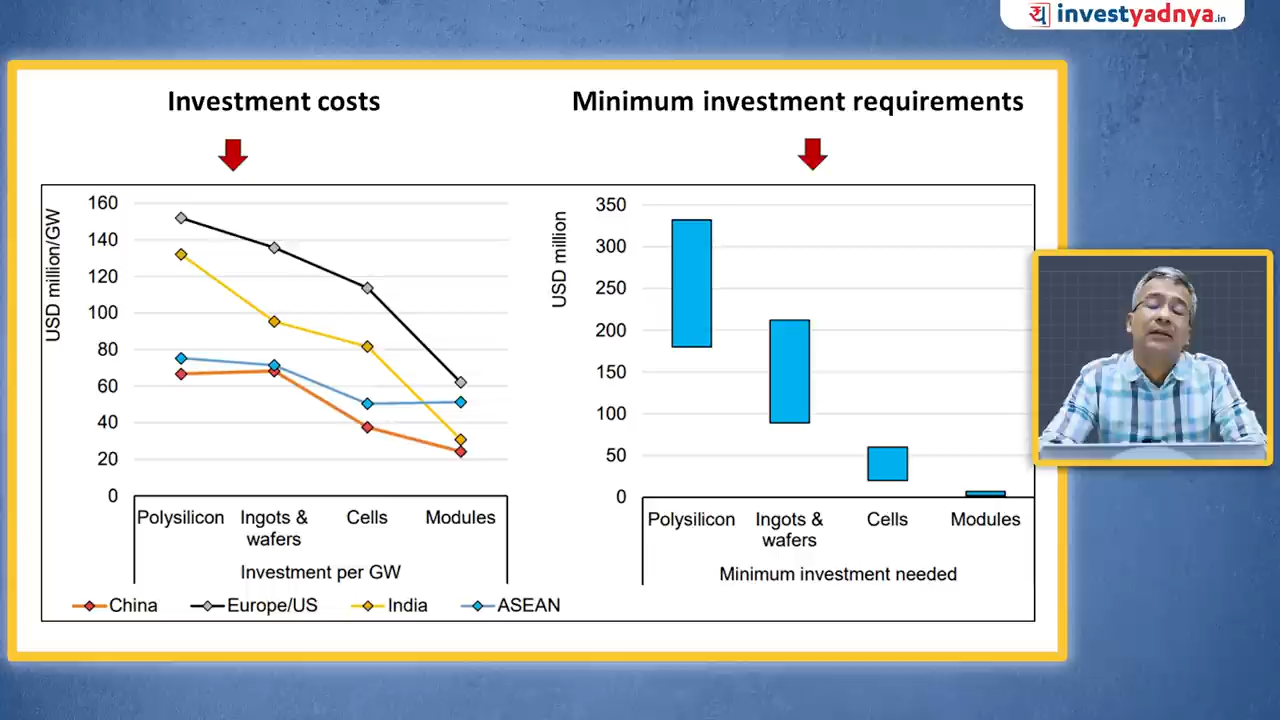 investyadnya.in
Investment costs
Minimum investment requirements
USD million/GW
160
140
120
100
80
60
40
20
0
Polysilicon
Ingots &
wafers
Cells
Modules
Investment per GW
USD million
350
300
250
200
150
100
50
0
Polysilicon
Ingots &
wafers
Cells
Modules
Minimum investment needed
China
Europe/US
India
ASEAN